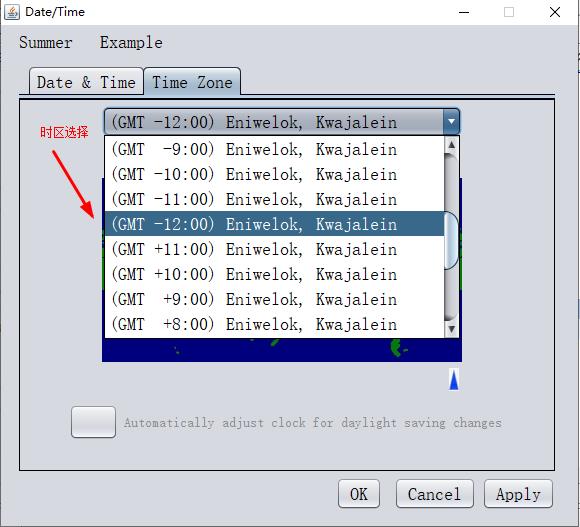 Date/Time
Summer Example
Date & Time Time Zone
(GMT -12:00) Eniwelok, Kwajalein
时区选择
(GMT -9:00) Eniwelok, Kwajalein
(GMT -10:00) Eniwelok, Kwajalein
(GMT -11:00) Eniwelok, Kwajalein
(GMT -12:00) Eniwelok, Kwajalein
(GMT +11:00) Eniwelok, Kwajalein
(GMT +10:00) Eniwelok, Kwajalein
(GMT +9:00) Eniwelok, Kwajalein
(GMT +8:00) Eniwelok, Kwajalein
Automatically adjust clock for daylight saving changes
OK Cancel Apply